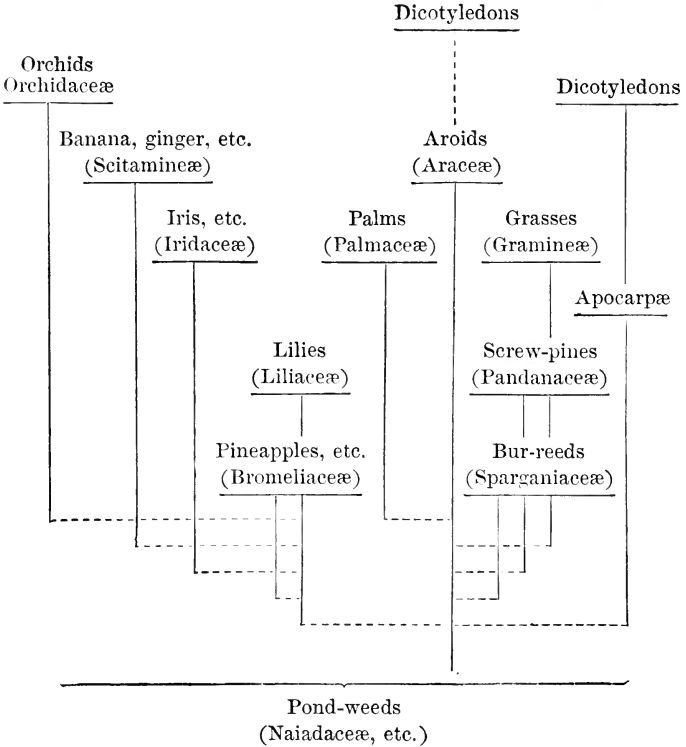 Dicotyledons
Orchids
Orchidaceæ
Dicotyledons
Banana, ginger, etc.
(Scitamineæ)
Aroids
(Araceæ)
Iris, etc.
(Iridaceæ)
Palms
(Palmaceæ)
Grasses
(Gramineæ)
Apocarpæ
Lilies
(Liliaceæ)
Screw-pines
(Pandanaceæ)
Pineapples, etc.
(Bromeliaceæ)
Bur-reeds
(Sparganiaceæ)
Pond-weeds
(Naiadaceæ, etc.)